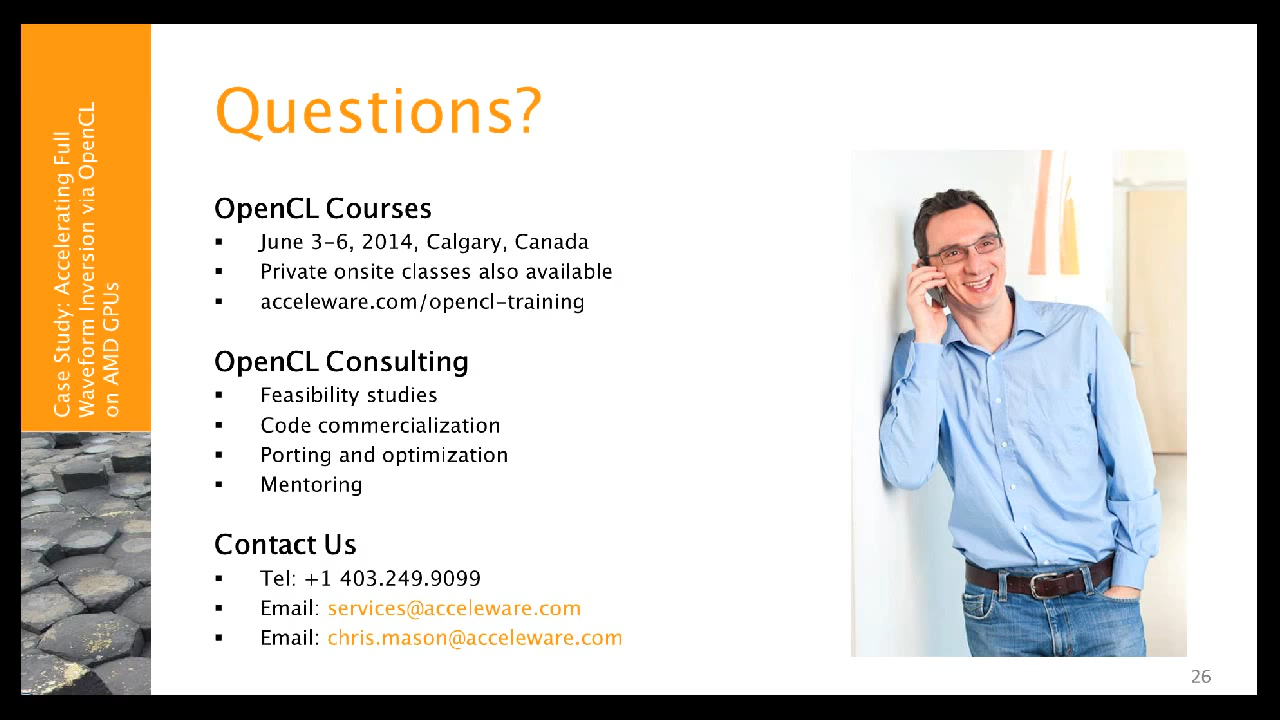 Case Study: Accelerating Full
Waveform Inversion via OpenCL
on AMD GPUs
Questions?
OpenCL Courses
▪ June 3-6, 2014, Calgary, Canada
▪ Private onsite classes also available
▪ acceleware.com/opencl-training
OpenCL Consulting
▪ Feasibility studies
▪ Code commercialization
▪ Porting and optimization
▪ Mentoring
Contact Us
▪ Tel: +1 403.249.9099
▪ Email: services@acceleware.com
▪ Email: chris.mason@acceleware.com
26